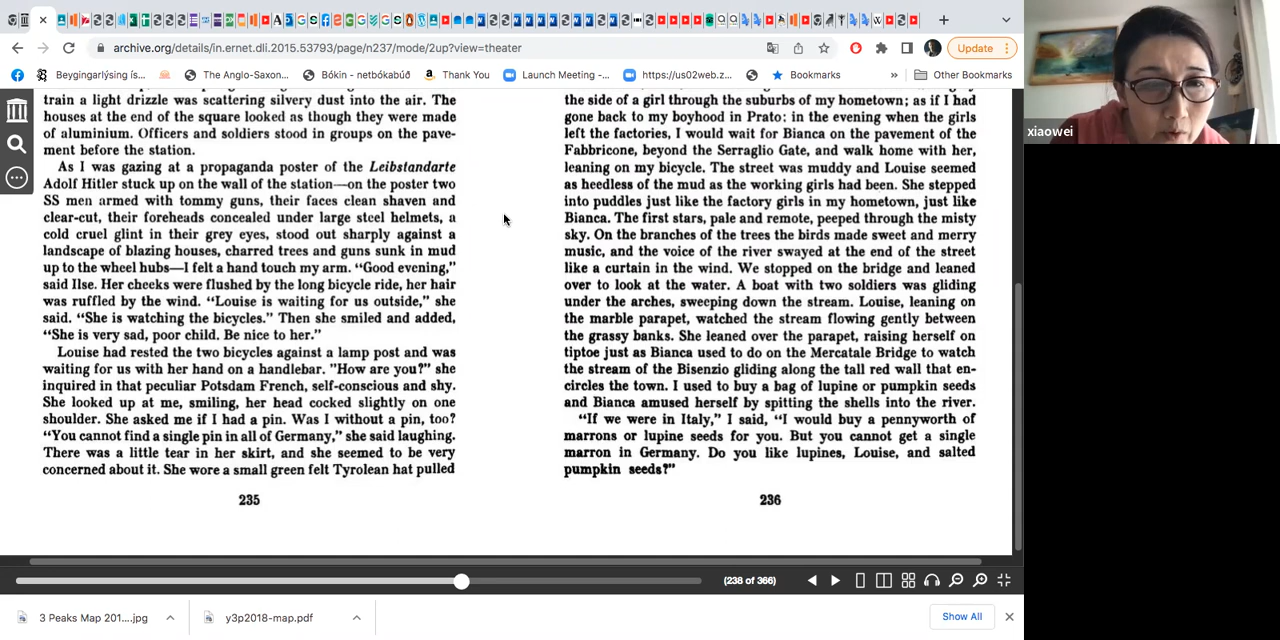 archive.org/details/in.ernet.dli.2015.53793/page/n237/mode/2up?view=theater
Update
Beygingarlýsing ís...
The Anglo-Saxon...
Bókin - netbókabúð
Thank You
Launch Meeting -...
https://us02web.z...
Bookmarks
»
Other Bookmarks
train a light drizzle was scattering silvery dust into the air. The
houses at the end of the square looked as though they were made
of aluminium. Officers and soldiers stood in groups on the pave-
ment before the station.
As I was gazing at a propaganda poster of the Leibstandarte
Adolf Hitler stuck up on the wall of the station—on the poster two
SS men armed with tommy guns, their faces clean shaven and
clear-cut, their foreheads concealed under large steel helmets, a
cold cruel glint in their grey eyes, stood out sharply against a
landscape of blazing houses, charred trees and guns sunk in mud
up to the wheel hubs—I felt a hand touch my arm. "Good evening,"
said Ilse. Her cheeks were flushed by the long bicycle ride, her hair
was ruffled by the wind. "Louise is waiting for us outside," she
said. "She is watching the bicycles." Then she smiled and added,
"She is very sad, poor child. Be nice to her."
Louise had rested the two bicycles against a lamp post and was
waiting for us with her hand on a handlebar. "How are you?" she
inquired in that peculiar Potsdam French, self-conscious and shy.
She looked up at me, smiling, her head cocked slightly on one
shoulder. She asked me if I had a pin. Was I without a pin, too?
"You cannot find a single pin in all of Germany," she said laughing.
There was a little tear in her skirt, and she seemed to be very
concerned about it. She wore a small green felt Tyrolean hat pulled
235
the side of a girl through the suburbs of my hometown; as if I had
gone back to my boyhood in Prato: in the evening when the girls
left the factories, I would wait for Bianca on the pavement of the
Fabbricone, beyond the Serraglio Gate, and walk home with her,
leaning on my bicycle. The street was muddy and Louise seemed
as heedless of the mud as the working girls had been. She stepped
into puddles just like the factory girls in my hometown, just like
Bianca. The first stars, pale and remote, peeped through the misty
sky. On the branches of the trees the birds made sweet and merry
music, and the voice of the river swayed at the end of the street
like a curtain in the wind. We stopped on the bridge and leaned
over to look at the water. A boat with two soldiers was gliding
under the arches, sweeping down the stream. Louise, leaning on
the marble parapet, watched the stream flowing gently between
the grassy banks. She leaned over the parapet, raising herself on
tiptoe just as Bianca used to do on the Mercatale Bridge to watch
the stream of the Bisenzio gliding along the tall red wall that en-
circles the town. I used to buy a bag of lupine or pumpkin seeds
and Bianca amused herself by spitting the shells into the river.
"If we were in Italy," I said, "I would buy a pennyworth of
marrons or lupine seeds for you. But you cannot get a single
marron in Germany. Do you like lupines, Louise, and salted
pumpkin seeds?"
236
(238 of 366)
3 Peaks Map 201....jpg
y3p2018-map.pdf
Show All
xiaowei